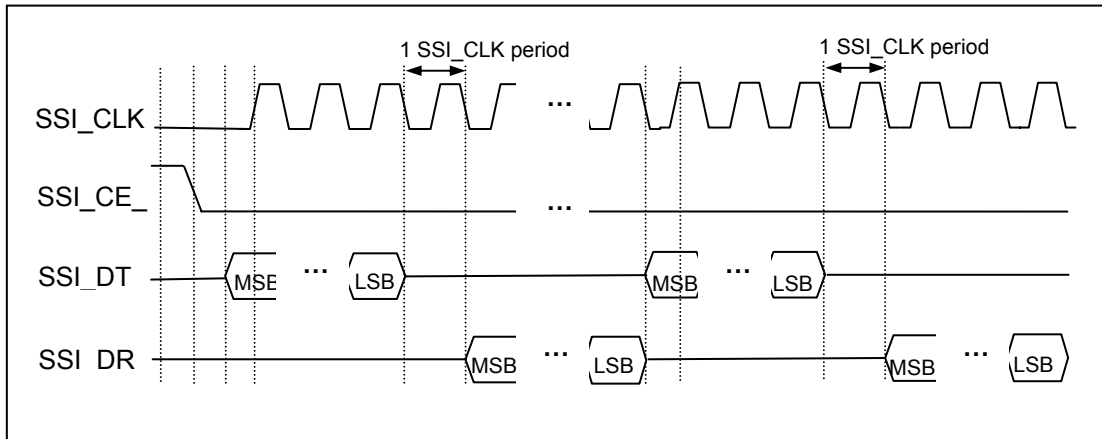 1 SSI_CLK period
1 SSI_CLK period
SSI_CLK
...
SSI_CE_
...
SSI_DT
MSB ... LSB
MSB ... LSB
SSI DR
MSB ... LSB
MSB ... LSB